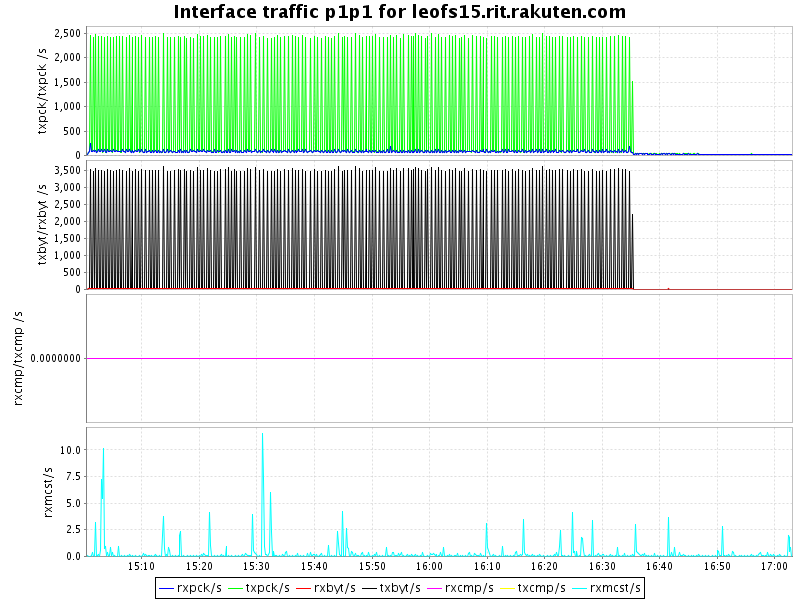 Interface traffic p1p1 for leofs15.rit.rakuten.com
txpck/txpck /s
2,500
2,000
1,500
1,000
500
0
txbyt/rxbyt /s
3,500
3,000
2,500
2,000
1,500
1,000
500
0
rxcmp/txcmp /s
0.0000000
rxmcst/s
10.0
7.5
5.0
2.5
0.0
15:10 15:20 15:30 15:40 15:50 16:00 16:10 16:20 16:30 16:40 16:50 17:00
rxpck/s txpck/s rxbyt/s txbyt/s rxcmp/s txcmp/s rxmcst/s